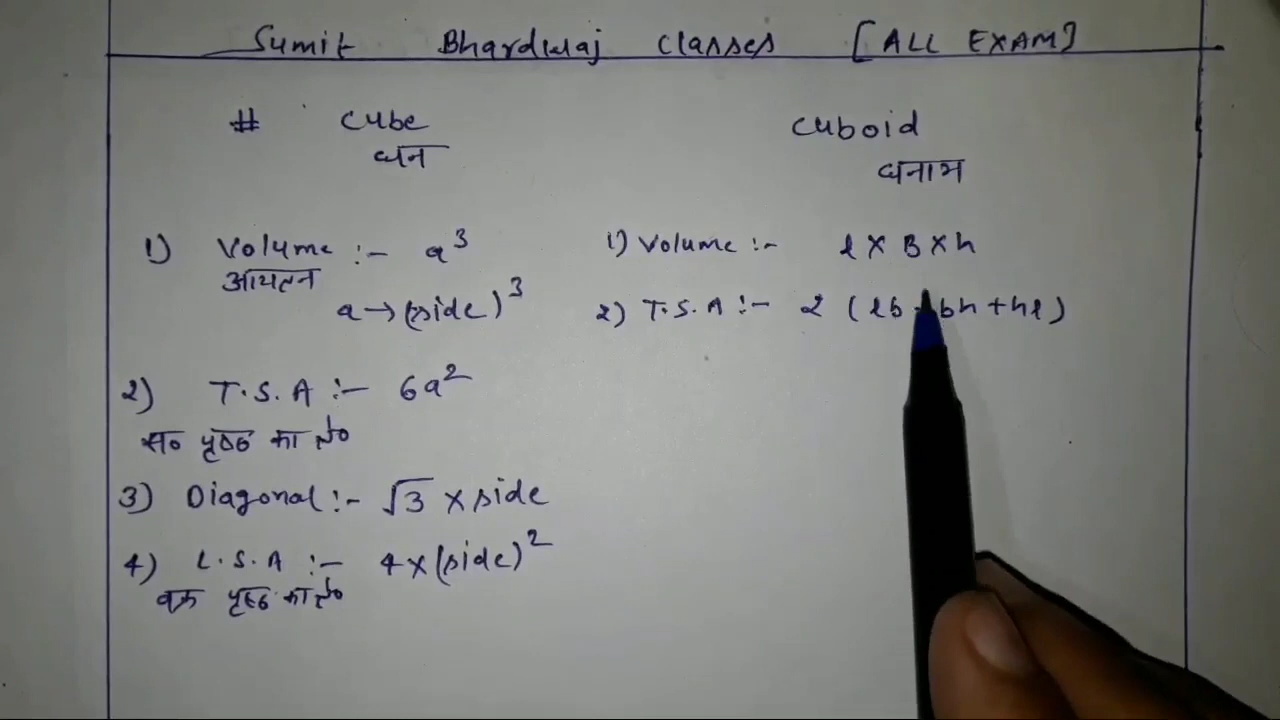 Sumit Bhardwaj Classes [ALL EXAM]
# Cube
घन
1) Volume :- a³
आयतन
a → (side)³
2) T.S.A :- 6a²
स० पृष्ठ का क्षे०
3) Diagonal :- √3 × side
4) L.S.A :- 4×(side)²
वक्र पृष्ठ का क्षे०
Cuboid
घनाभ
1) Volume :- l × B × h
2) T.S.A :- 2 (lb + bh + hl)